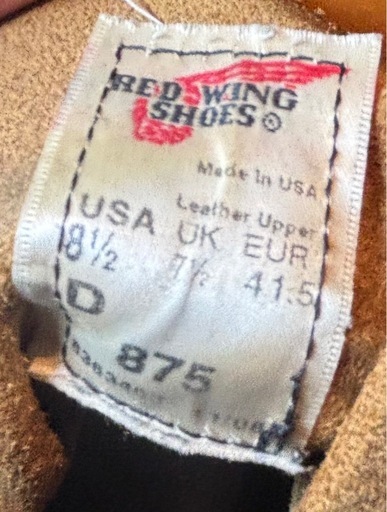 RED WING
SHOES ®
Made in USA
Leather Upper
USA UK EUR
8½ 7½ 41.5
D
875